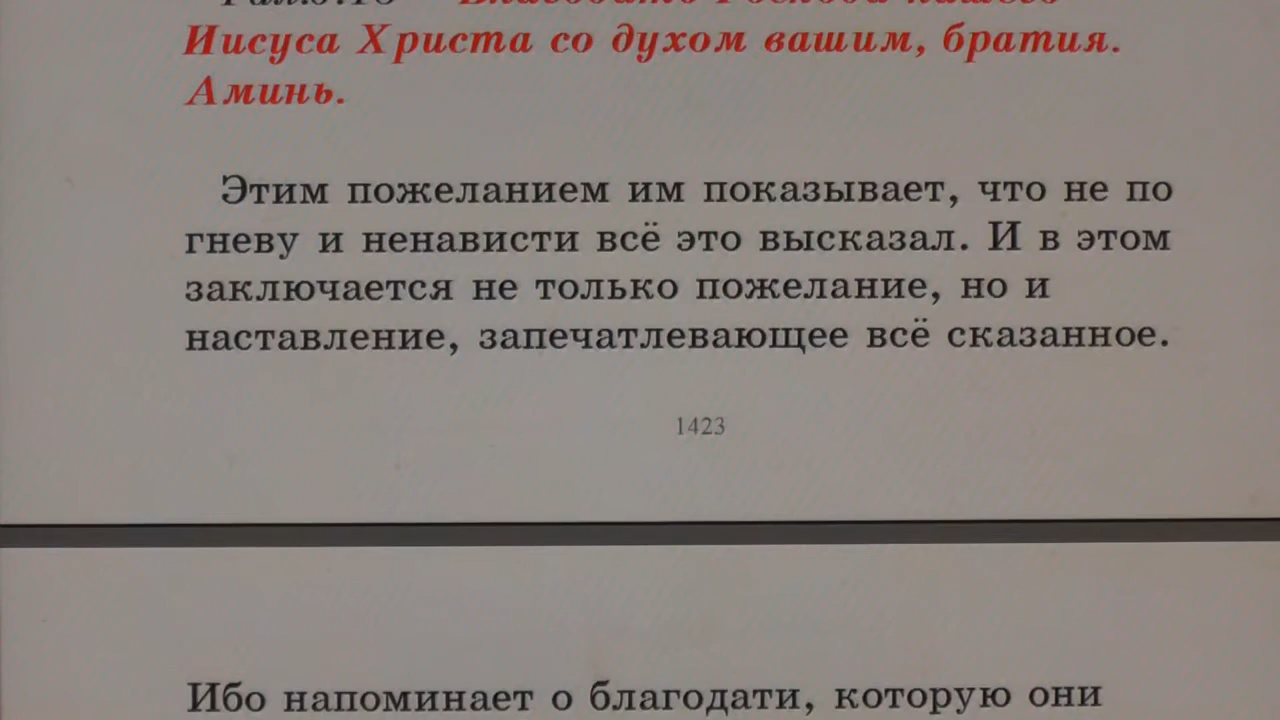 Иисуса Христа со духом вашим, братия.
Аминь.
Этим пожеланием им показывает, что не по
гневу и ненависти всё это высказал. И в этом
заключается не только пожелание, но и
наставление, запечатлевающее всё сказанное.
1423
Ибо напоминает о благодати, которую они